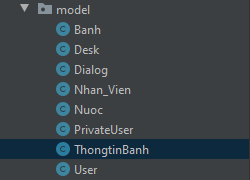 model
Banh
Desk
Dialog
Nhan_Vien
Nuoc
PrivateUser
ThongtinBanh
User